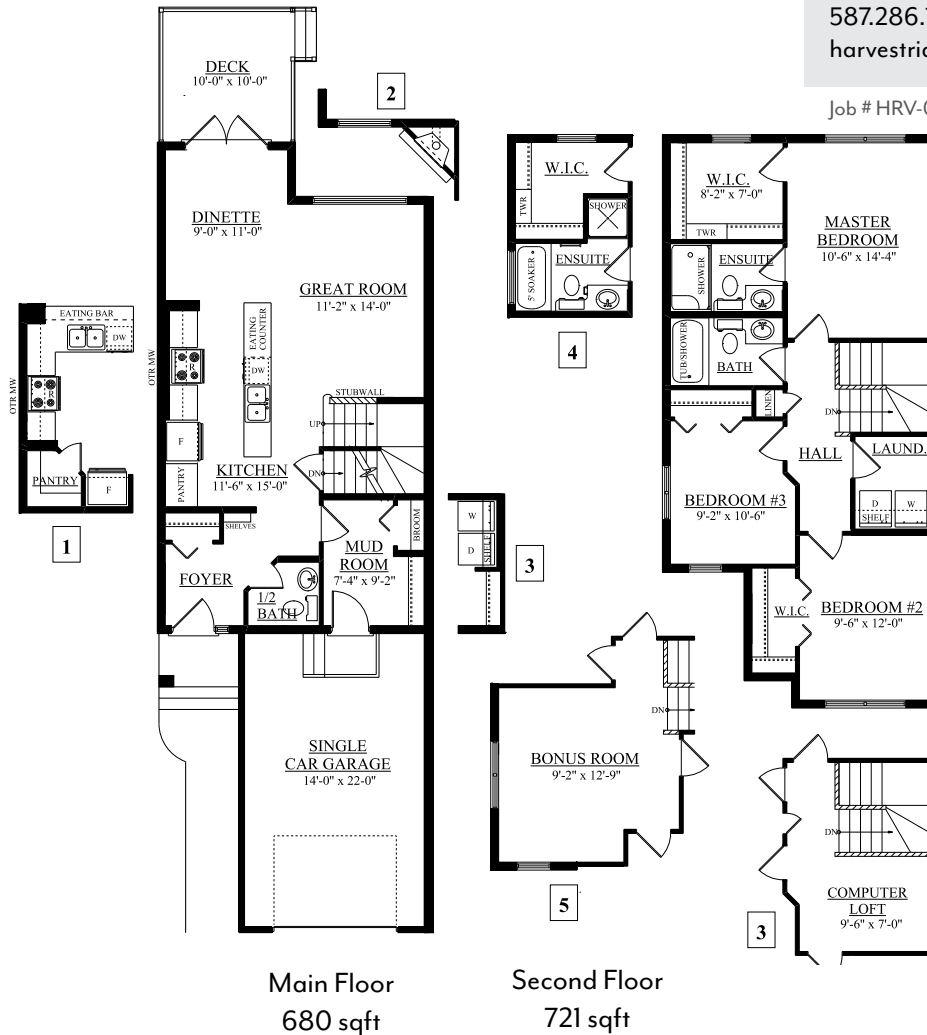 587.286.
harvestric
Job # HRV-0
DECK
10'-0" x 10'-0"
2
DINETTE
9'-0" x 11'-0"
GREAT ROOM
11'-2" x 14'-0"
EATING
COUNTER
DW
OTR MW
R
F
PANTRY
KITCHEN
11'-6" x 15'-0"
STUBWALL
UP
DN
SHELVES
FOYER
1/2
BATH
MUD
ROOM
7'-4" x 9'-2"
BROOM
SINGLE
CAR GARAGE
14'-0" x 22-0"
EATING BAR
DW
OTR MW
R
PANTRY
F
1
W
D
SHELF
3
W.I.C.
TWR
SHOWER
5' SOAKER
ENSUITE
4
W.I.C.
8'-2" x 7'-0"
TWR
MASTER
BEDROOM
10'-6" x 14'-4"
SHOWER
ENSUITE
TUB/SHOWER
BATH
LINEN
DN
HALL
LAUND.
D
W
SHELF
BEDROOM #3
9'-2" x 10'-6"
W.I.C.
BEDROOM #2
9'-6" x 12'-0"
DN
BONUS ROOM
9'-2" x 12'-9"
5
DN
COMPUTER
LOFT
9'-6" x 7'-0"
3
Main Floor
680 sqft
Second Floor
721 sqft